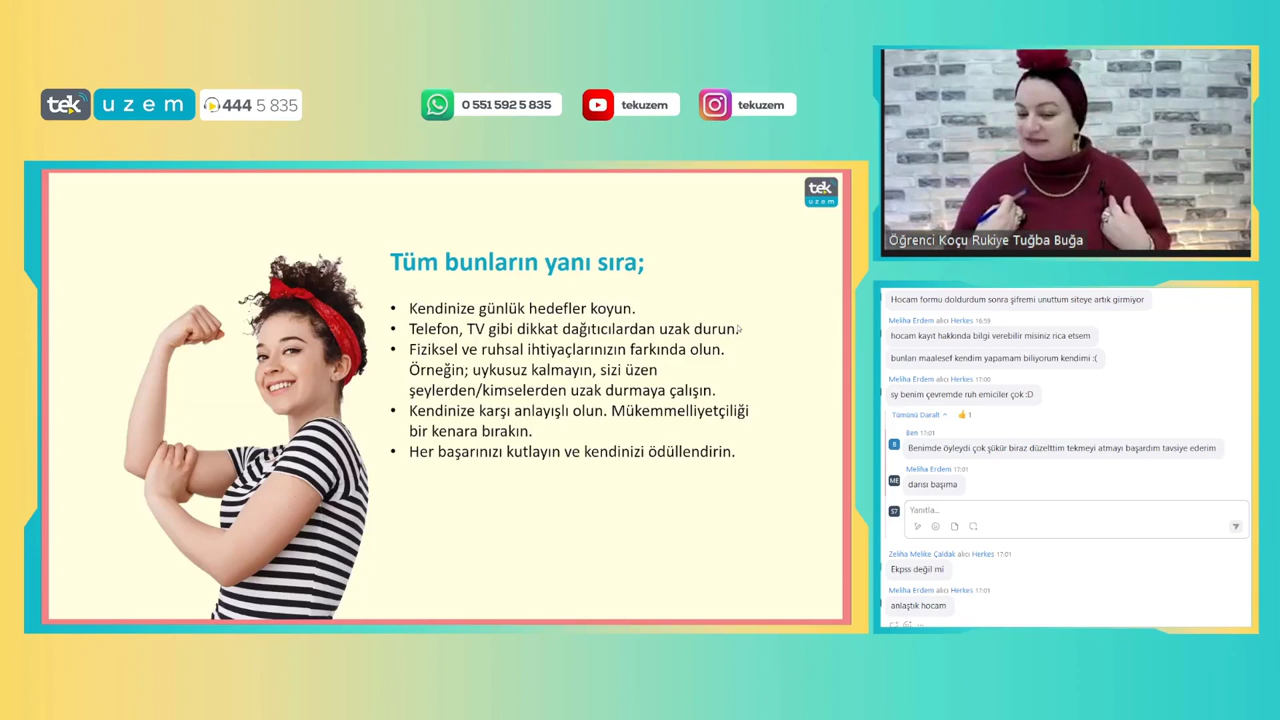 tek uzem 444 5 835
0 551 592 5 835
tekuzem
tekuzem
tek
uzem
Tüm bunların yanı sıra;
• Kendinize günlük hedefler koyun.
• Telefon, TV gibi dikkat dağıtıcılardan uzak durun.
• Fiziksel ve ruhsal ihtiyaçlarınızın farkında olun.
Örneğin; uykusuz kalmayın, sizi üzen
şeylerden/kimselerden uzak durmaya çalışın.
• Kendinize karşı anlayışlı olun. Mükemmelliyetçiliği
bir kenara bırakın.
• Her başarınızı kutlayın ve kendinizi ödüllendirin.
Öğrenci Koçu Rukiye Tuğba Buğa
Hocam formu doldurdum sonra şifremi unuttum siteye artık girmiyor
Meliha Erdem alıcı Herkes 16:59
hocam kayıt hakkında bilgi verebilir misiniz rica etsem
bunları maalesef kendim yapamam biliyorum kendimi :(
Meliha Erdem alıcı Herkes 17:00
sy benim çevremde ruh emiciler çok :D
Tümünü Daralt 1
Ben 17:01
B
Benimde öyleydi çok şükür biraz düzelttim tekmeyi atmayı başardım tavsiye ederim
Meliha Erdem 17:01
ME
darısı başıma
Yanıtla...
Zeliha Melike Çaldak alıcı Herkes 17:01
Ekpss değil mi
Meliha Erdem alıcı Herkes 17:01
anlaştık hocam